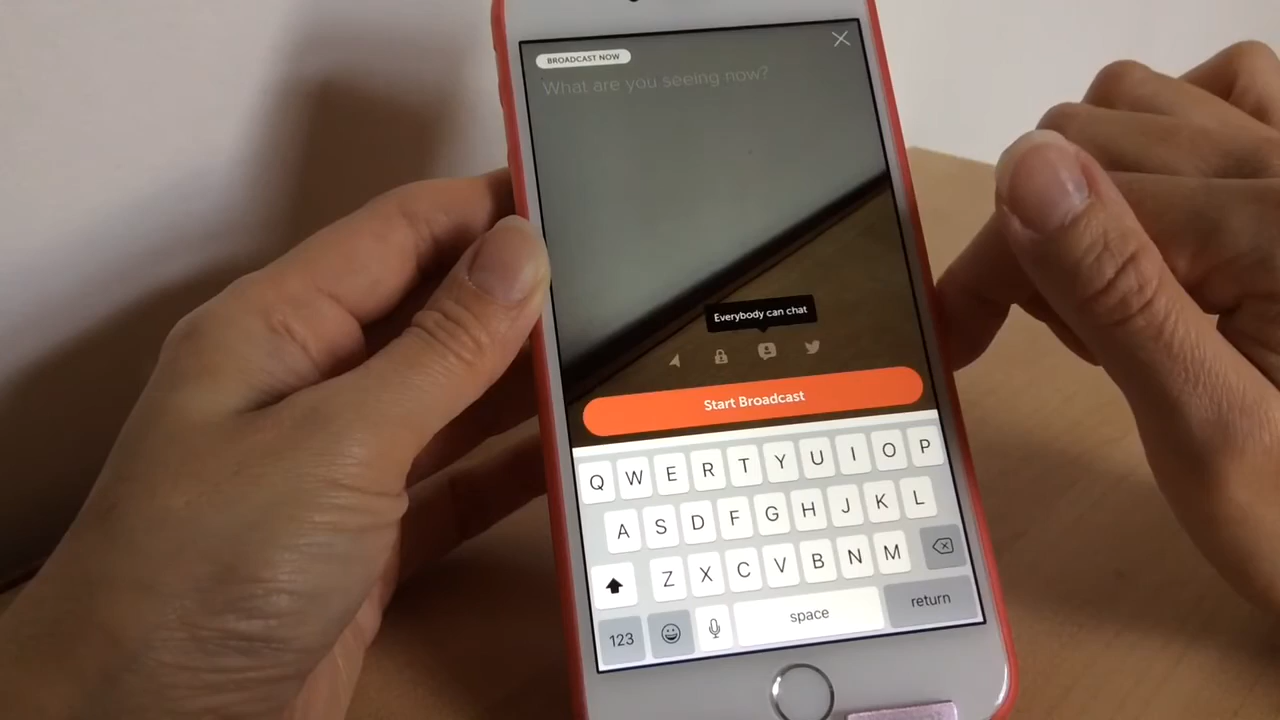 BROADCAST NOW
What are you seeing now?
Everybody can chat
Start Broadcast
Q W E R T Y U I O P
A S D F G H J K L
Z X C V B N M
123 space return